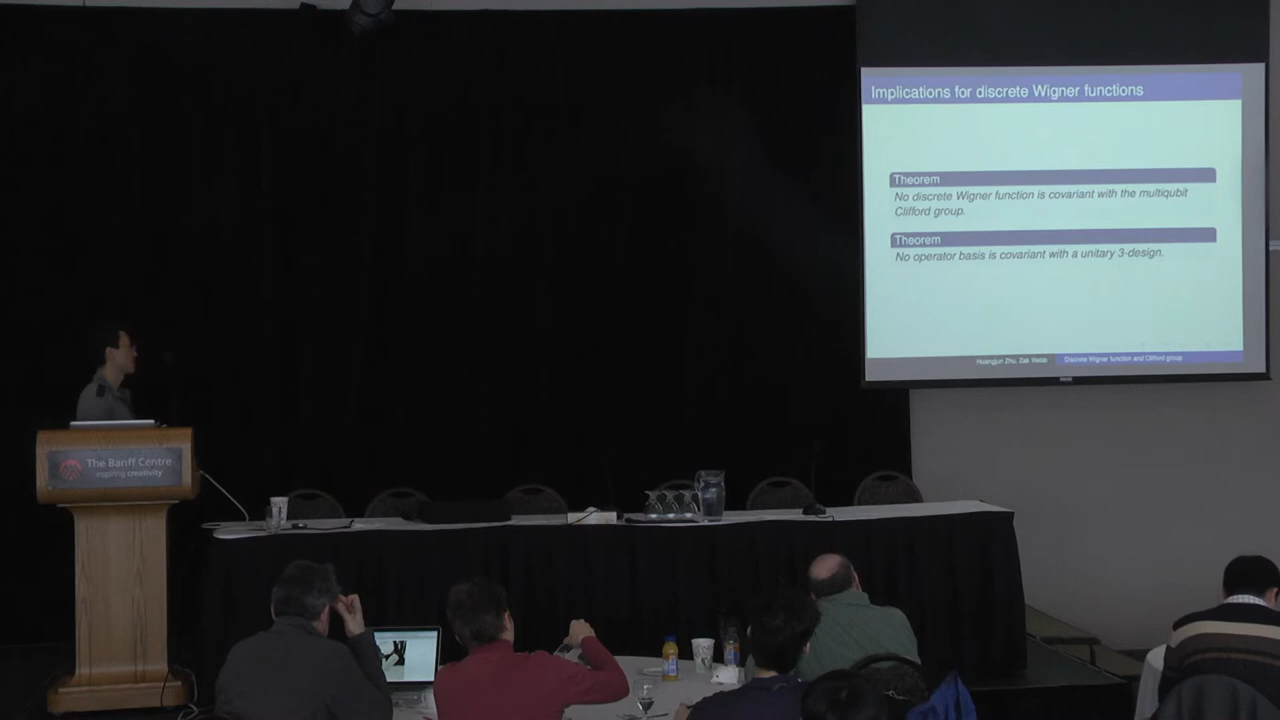 Implications for discrete Wigner functions
Theorem
No discrete Wigner function is covariant with the multiqubit
Clifford group.
Theorem
No operator basis is covariant with a unitary 3-design.
Huangjun Zhu, Zak Webb
Discrete Wigner function and Clifford group
The Banff Centre
inspiring creativity